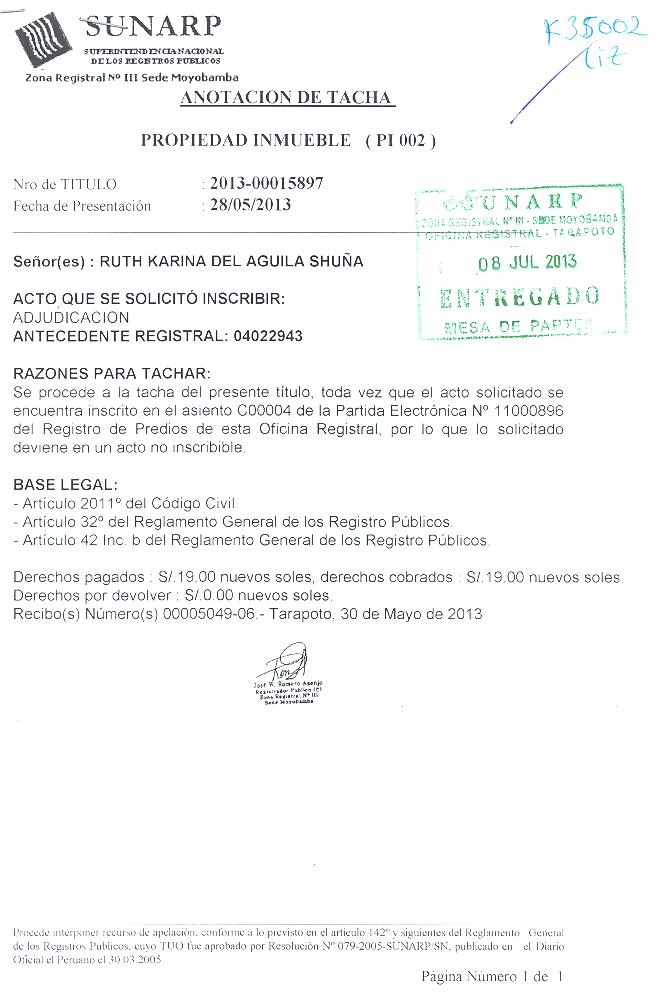 SUNARP
SUPERINTENDENCIA NACIONAL
DE LOS REGISTROS PUBLICOS
Zona Registral Nº III Sede Moyobamba
K35002
Liz
ANOTACION DE TACHA
PROPIEDAD INMUEBLE ( PI 002 )
Nro de TITULO : 2013-00015897
Fecha de Presentación : 28/05/2013
SUNARP
ZONA REGISTRAL Nº III - SEDE MOYOBAMBA
OFICINA REGISTRAL - TARAPOTO
08 JUL 2013
ENTREGADO
MESA DE PARTES
Señor(es) : RUTH KARINA DEL AGUILA SHUÑA
ACTO QUE SE SOLICITÓ INSCRIBIR:
ADJUDICACION
ANTECEDENTE REGISTRAL: 04022943
RAZONES PARA TACHAR:
Se procede a la tacha del presente título, toda vez que el acto solicitado se
encuentra inscrito en el asiento C00004 de la Partida Electrónica Nº 11000896
del Registro de Predios de esta Oficina Registral, por lo que lo solicitado
deviene en un acto no inscribible.
BASE LEGAL:
- Artículo 2011º del Código Civil.
- Artículo 32º del Reglamento General de los Registro Públicos.
- Artículo 42 Inc. b del Reglamento General de los Registro Públicos.
Derechos pagados : S/.19.00 nuevos soles, derechos cobrados : S/.19.00 nuevos soles
Derechos por devolver : S/.0.00 nuevos soles.
Recibo(s) Número(s) 00005049-06.- Tarapoto, 30 de Mayo de 2013
José W. Romero Asenjo
Registrador Público (e)
Zona Registral Nº III
Sede Moyobamba
Procede interponer recurso de apelación, conforme a lo previsto en el artículo 142º y siguientes del Reglamento General
de los Registros Públicos, cuyo TUO fue aprobado por Resolución Nº 079-2005-SUNARP/SN, publicado en el Diario
Oficial el Peruano el 30.03.2005.
Página Número 1 de 1